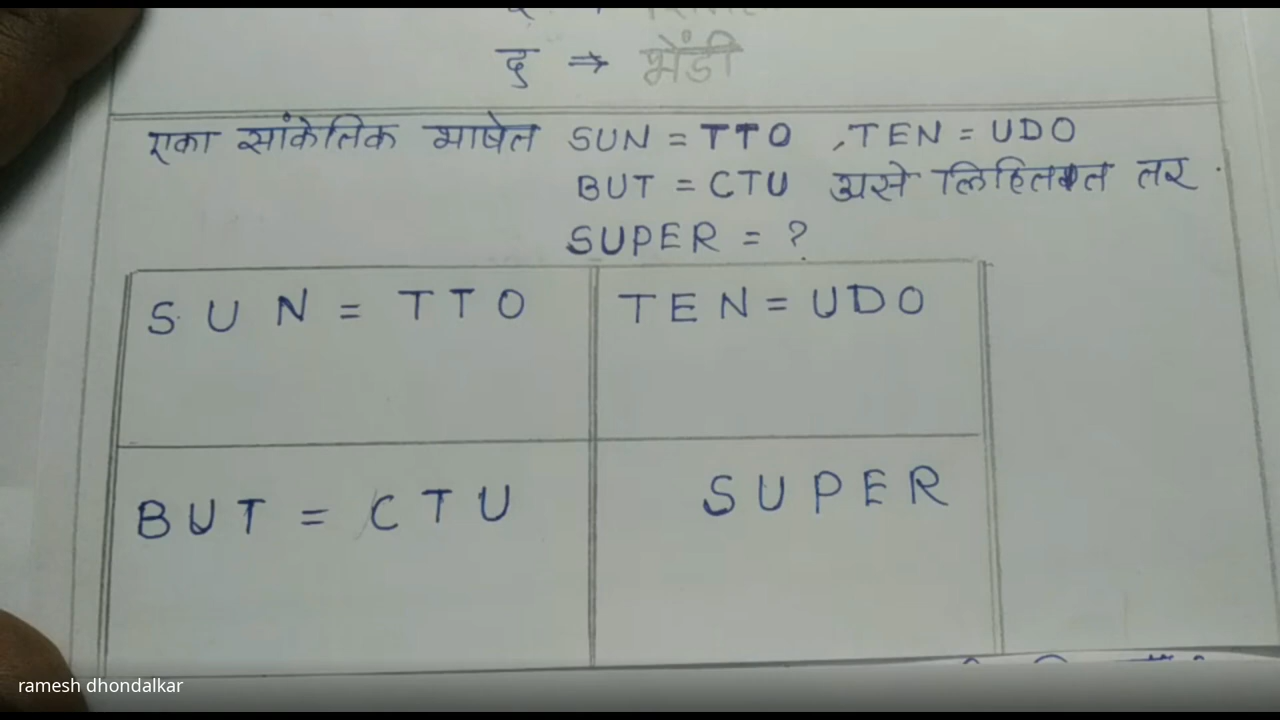 द ⇒ भेंडी
एका सांकेतिक भाषेत SUN = TTO , TEN = UDO
BUT = CTU असे लिहितात तर
SUPER = ?
S U N = T T O
T E N = U D O
B U T = C T U
S U P E R
ramesh dhondalkar